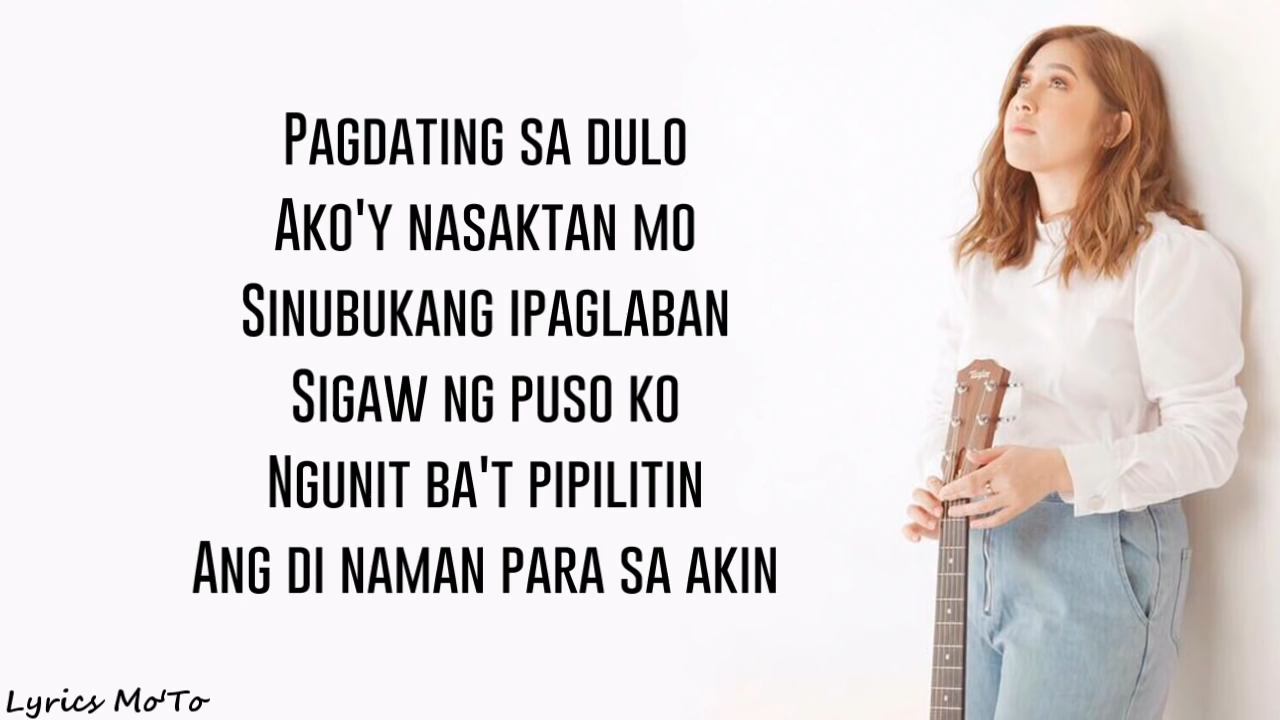 Pagdating sa dulo
Ako'y nasaktan mo
Sinubukang ipaglaban
Sigaw ng puso ko
Ngunit ba't pipilitin
Ang di naman para sa akin
Taylor
Lyrics Mo'To